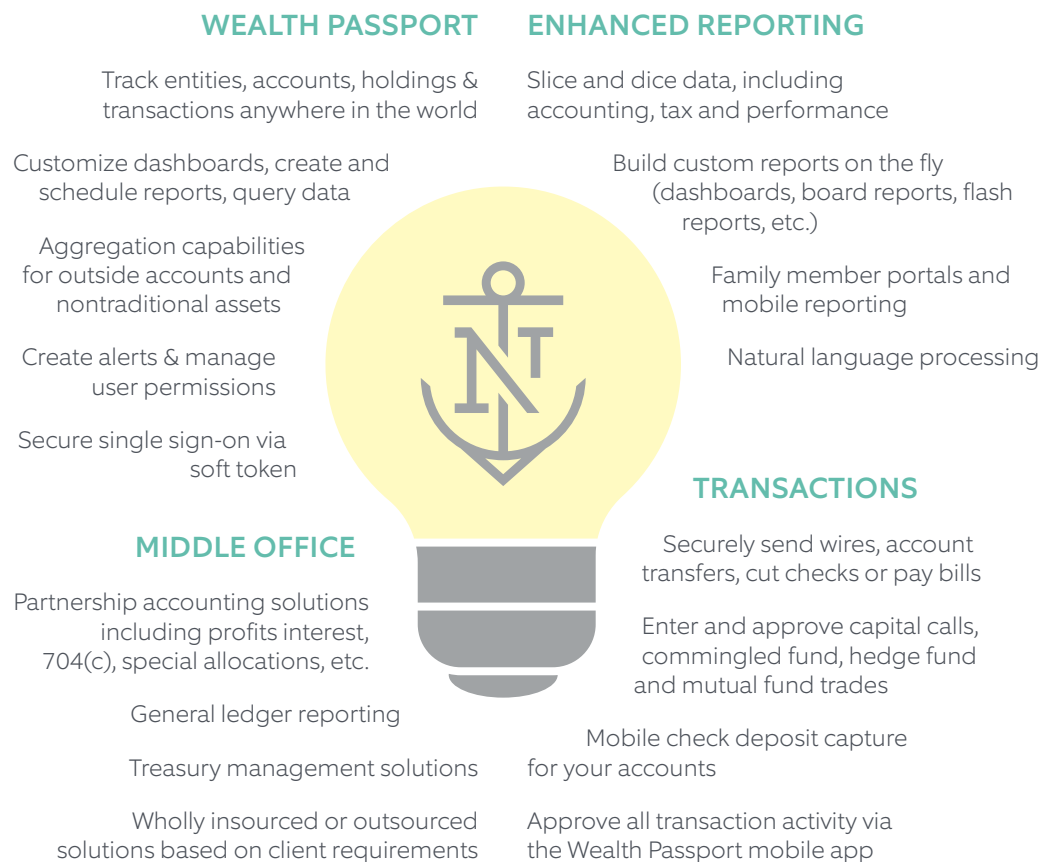 WEALTH PASSPORT
Track entities, accounts, holdings &
transactions anywhere in the world
Customize dashboards, create and
schedule reports, query data
Aggregation capabilities
for outside accounts and
nontraditional assets
Create alerts & manage
user permissions
Secure single sign-on via
soft token
ENHANCED REPORTING
Slice and dice data, including
accounting, tax and performance
Build custom reports on the fly
(dashboards, board reports, flash
reports, etc.)
Family member portals and
mobile reporting
Natural language processing
NT
MIDDLE OFFICE
Partnership accounting solutions
including profits interest,
704(c), special allocations, etc.
General ledger reporting
Treasury management solutions
Wholly insourced or outsourced
solutions based on client requirements
TRANSACTIONS
Securely send wires, account
transfers, cut checks or pay bills
Enter and approve capital calls,
commingled fund, hedge fund
and mutual fund trades
Mobile check deposit capture
for your accounts
Approve all transaction activity via
the Wealth Passport mobile app